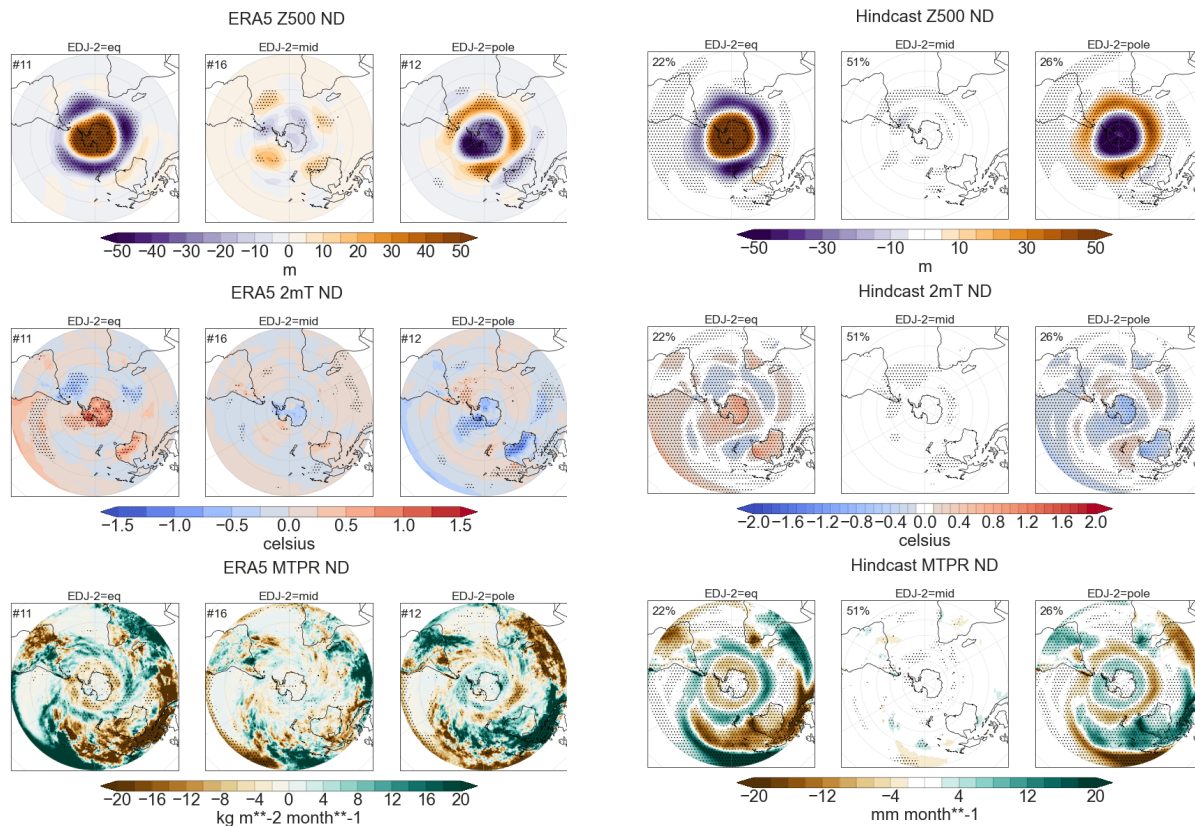 ERA5 Z500 ND
EDJ-2=eq EDJ-2=mid EDJ-2=pole
#11 #16 #12
−50 −40 −30 −20 −10 0 10 20 30 40 50
m
Hindcast Z500 ND
EDJ-2=eq EDJ-2=mid EDJ-2=pole
22% 51% 26%
−50 −30 −10 10 30 50
m
ERA5 2mT ND
EDJ-2=eq EDJ-2=mid EDJ-2=pole
#11 #16 #12
−1.5 −1.0 −0.5 0.0 0.5 1.0 1.5
celsius
Hindcast 2mT ND
EDJ-2=eq EDJ-2=mid EDJ-2=pole
22% 51% 26%
−2.0 −1.6 −1.2 −0.8 −0.4 0.0 0.4 0.8 1.2 1.6 2.0
celsius
ERA5 MTPR ND
EDJ-2=eq EDJ-2=mid EDJ-2=pole
#11 #16 #12
−20 −16 −12 −8 −4 0 4 8 12 16 20
kg m**-2 month**-1
Hindcast MTPR ND
EDJ-2=eq EDJ-2=mid EDJ-2=pole
22% 51% 26%
−20 −12 −4 4 12 20
mm month**-1